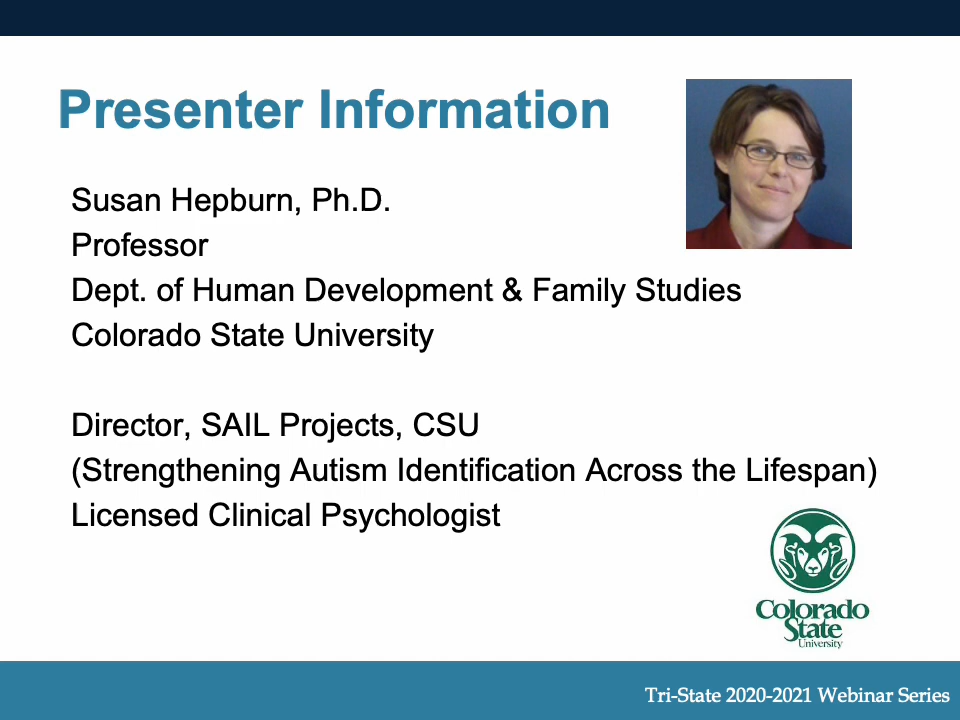 Presenter Information
Susan Hepburn, Ph.D.
Professor
Dept. of Human Development & Family Studies
Colorado State University
Director, SAIL Projects, CSU
(Strengthening Autism Identification Across the Lifespan)
Licensed Clinical Psychologist
Colorado
State
University
Tri-State 2020-2021 Webinar Series